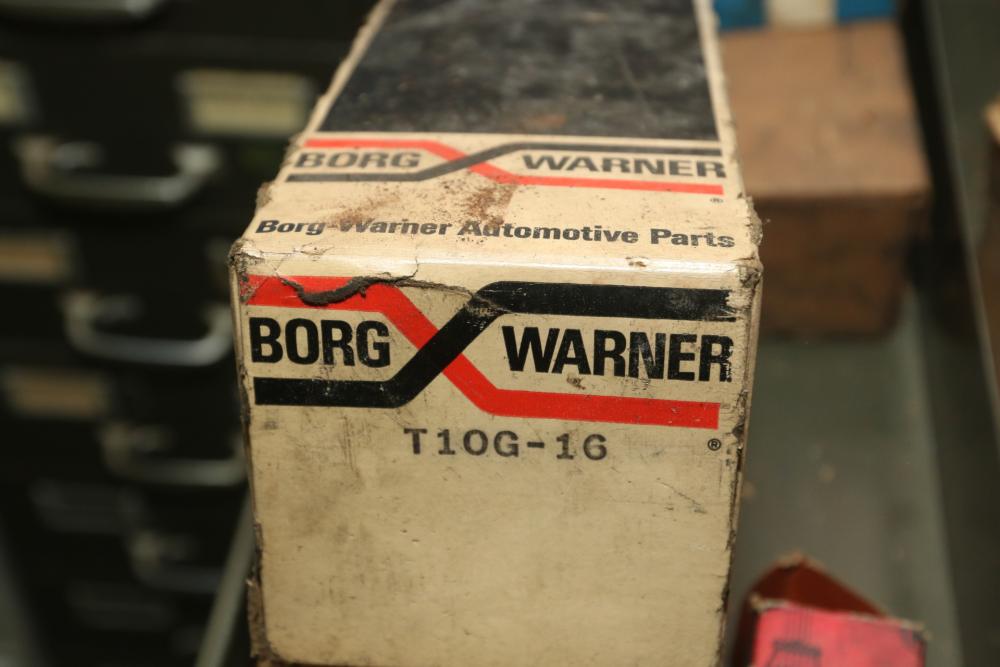 BORG WARNER
®
Borg-Warner Automotive Parts
BORG WARNER
®
T10G-16